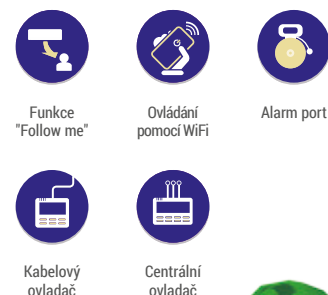 Funkce
"Follow me"
Ovládání
pomocí WiFi
Alarm port
Kabelový
ovladač
Centrální
ovladač